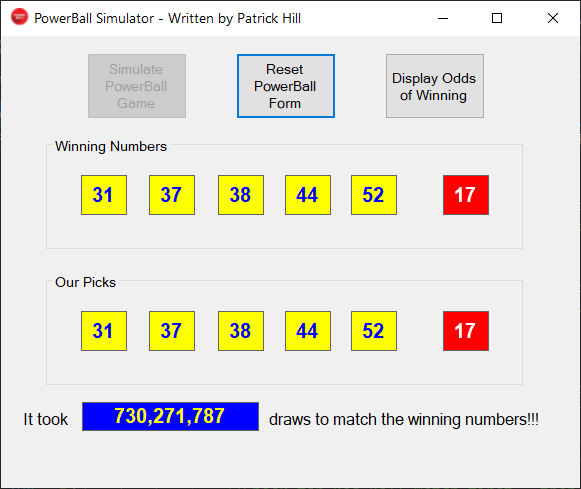 PowerBall Simulator - Written by Patrick Hill
Simulate
PowerBall
Game
Reset
PowerBall
Form
Display Odds
of Winning
Winning Numbers
31 37 38 44 52 17
Our Picks
31 37 38 44 52 17
It took 730,271,787 draws to match the winning numbers!!!